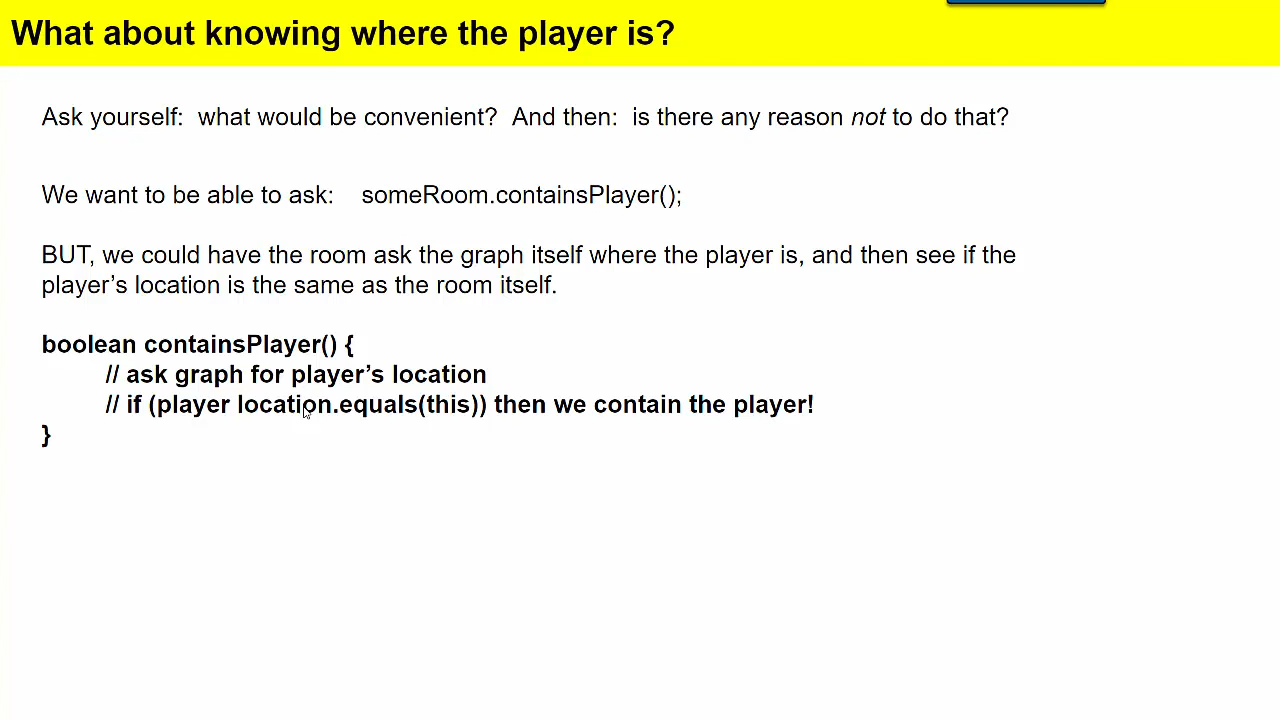 What about knowing where the player is?
Ask yourself:  what would be convenient?  And then:  is there any reason not to do that?
We want to be able to ask:    someRoom.containsPlayer();
BUT, we could have the room ask the graph itself where the player is, and then see if the
player’s location is the same as the room itself.
boolean containsPlayer() {
// ask graph for player’s location
// if (player location.equals(this)) then we contain the player!
}